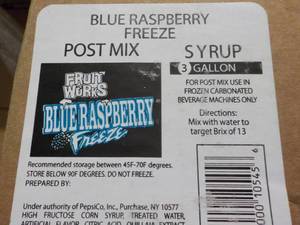 BLUE RASPBERRY
FREEZE
POST MIX SYRUP
3 GALLON
FRUIT
WORKS
BLUE RASPBERRY
Freeze
FOR POST MIX USE IN
FROZEN CARBONATED
BEVERAGE MACHINES ONLY
Directions:
Mix with water to
target Brix of 13
Recommended storage between 45F-70F degrees.
STORE BELOW 90F DEGREES. DO NOT FREEZE.
PREPARED BY:
Under authority of PepsiCo, Inc., Purchase, NY 10577
HIGH FRUCTOSE CORN SYRUP, TREATED WATER,
ARTIFICIAL FLAVOR, CITRIC ACID, QUILLAIA EXTRACT,
000 10545 6